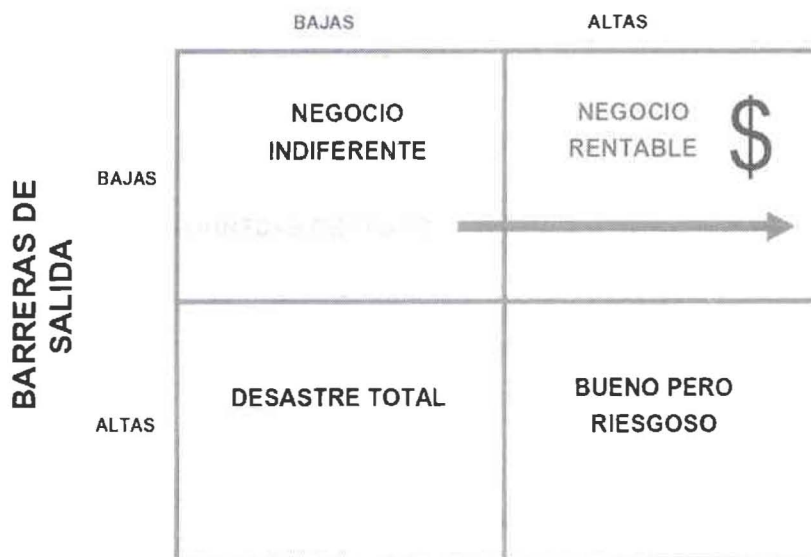 BAJAS
ALTAS
NEGOCIO
INDIFERENTE
NEGOCIO
RENTABLE
$
BAJAS
BARRERAS DE
SALIDA
DESASTRE TOTAL
BUENO PERO
RIESGOSO
ALTAS